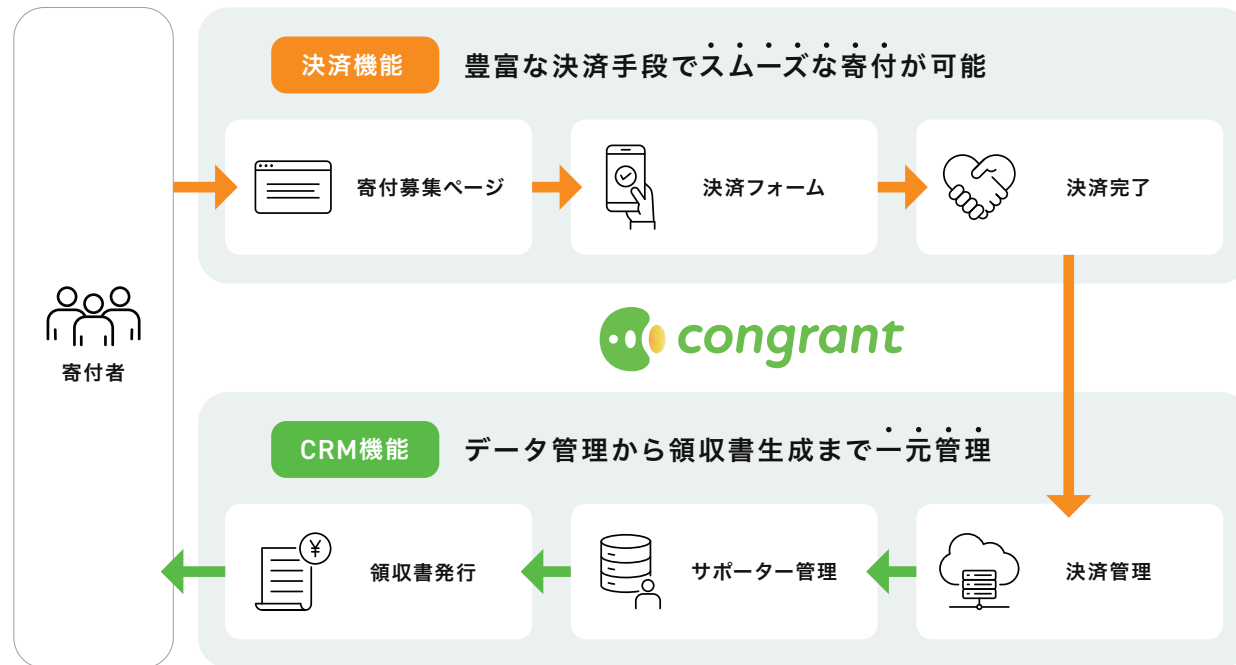 決済機能
豊富な決済手段でスムーズな寄付が可能
寄付募集ページ
決済フォーム
決済完了
寄付者
congrant
CRM機能
データ管理から領収書生成まで一元管理
領収書発行
¥
サポーター管理
決済管理